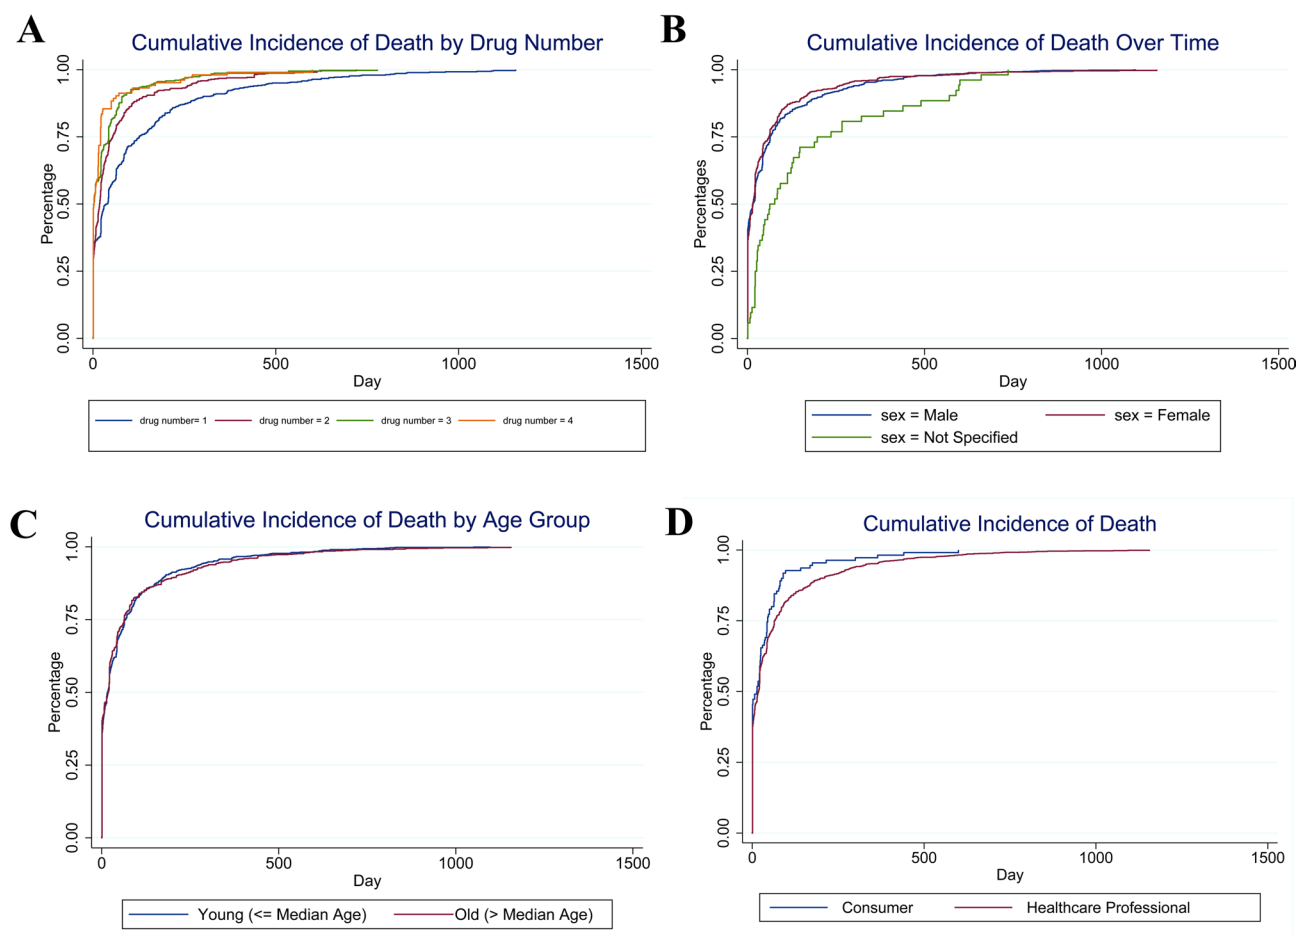 A
Cumulative Incidence of Death by Drug Number
Percentage
1.00
0.75
0.50
0.25
0.00
0 500 1000 1500
Day
drug number= 1 drug number = 2 drug number = 3 drug number = 4
B
Cumulative Incidence of Death Over Time
Percentages
1.00
0.75
0.50
0.25
0.00
0 500 1000 1500
Day
sex = Male sex = Female
sex = Not Specified
C
Cumulative Incidence of Death by Age Group
Percentage
1.00
0.75
0.50
0.25
0.00
0 500 1000 1500
Day
Young (<= Median Age) Old (> Median Age)
D
Cumulative Incidence of Death
Percentage
1.00
0.75
0.50
0.25
0.00
0 500 1000 1500
Day
Consumer Healthcare Professional